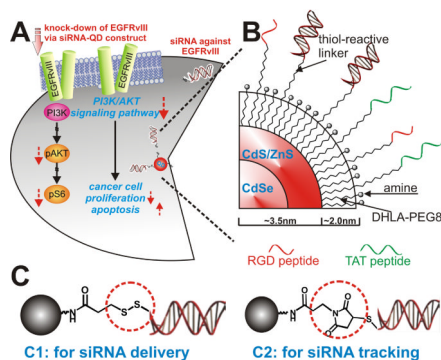 A
knock-down of EGFRvIII
via siRNA-QD construct
siRNA against
EGFRvIII
EGFRvIII
EGFRvIII
PI3K
pAKT
pS6
PI3K/AKT
signaling pathway
cancer cell
proliferation
apoptosis
B
thiol-reactive
linker
CdS/ZnS
CdSe
amine
DHLA-PEG8
~3.5nm
~2.0nm
RGD peptide
TAT peptide
C
O
N
H
S
S
C1: for siRNA delivery
O
N
H
O
N
O
S
C2: for siRNA tracking